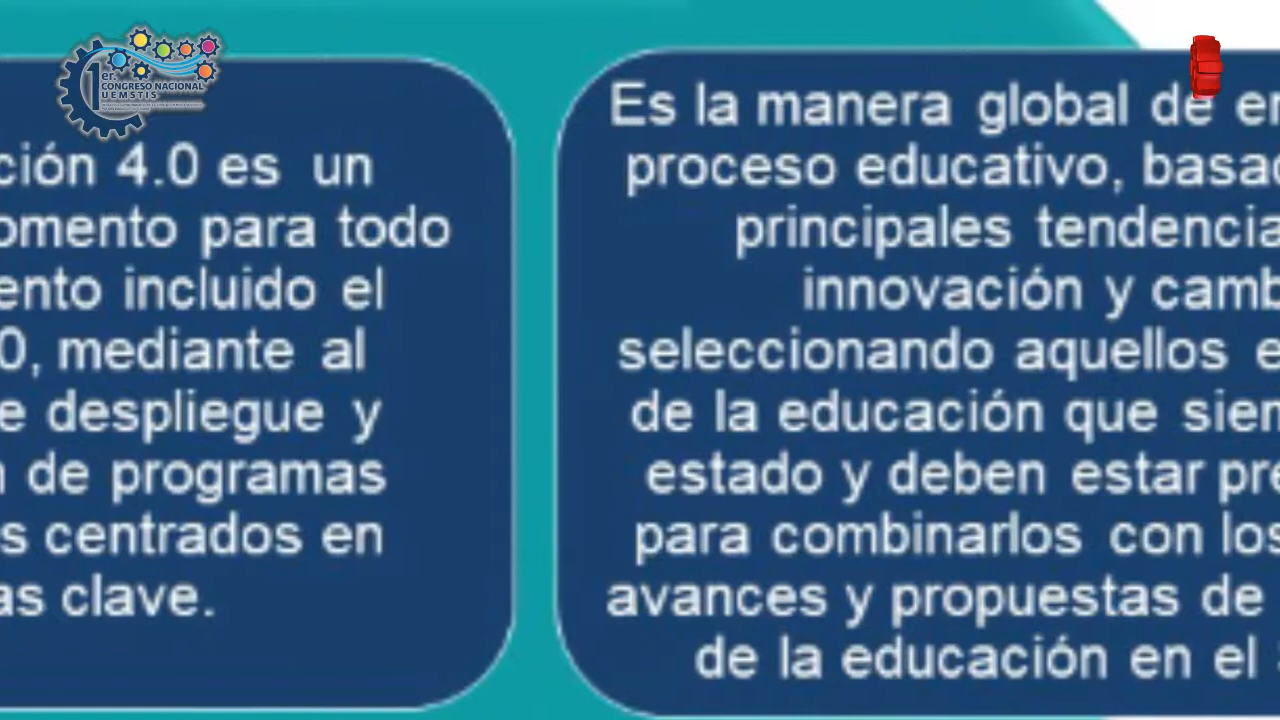 1er.
CONGRESO NACIONAL
UEMSTIS
ción 4.0 es un
omento para todo
ento incluido el
0, mediante al
e despliegue y
n de programas
s centrados en
as clave.
Es la manera global de en
proceso educativo, basad
principales tendencia
innovación y camb
seleccionando aquellos e
de la educación que siem
estado y deben estar pre
para combinarlos con los
avances y propuestas de
de la educación en el